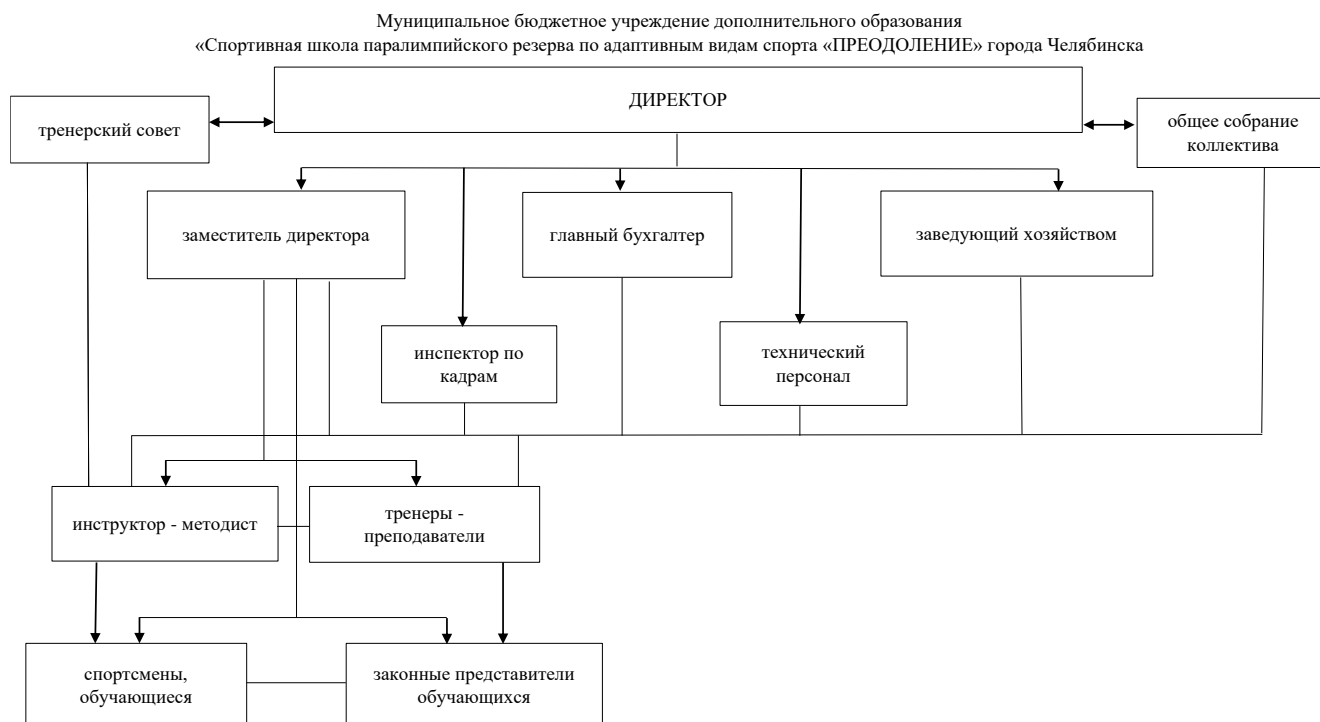 Муниципальное бюджетное учреждение дополнительного образования
«Спортивная школа паралимпийского резерва по адаптивным видам спорта «ПРЕОДОЛЕНИЕ» города Челябинска
ДИРЕКТОР
тренерский совет
общее собрание
коллектива
заместитель директора
главный бухгалтер
заведующий хозяйством
инспектор по
кадрам
технический
персонал
инструктор - методист
тренеры -
преподаватели
спортсмены,
обучающиеся
законные представители
обучающихся